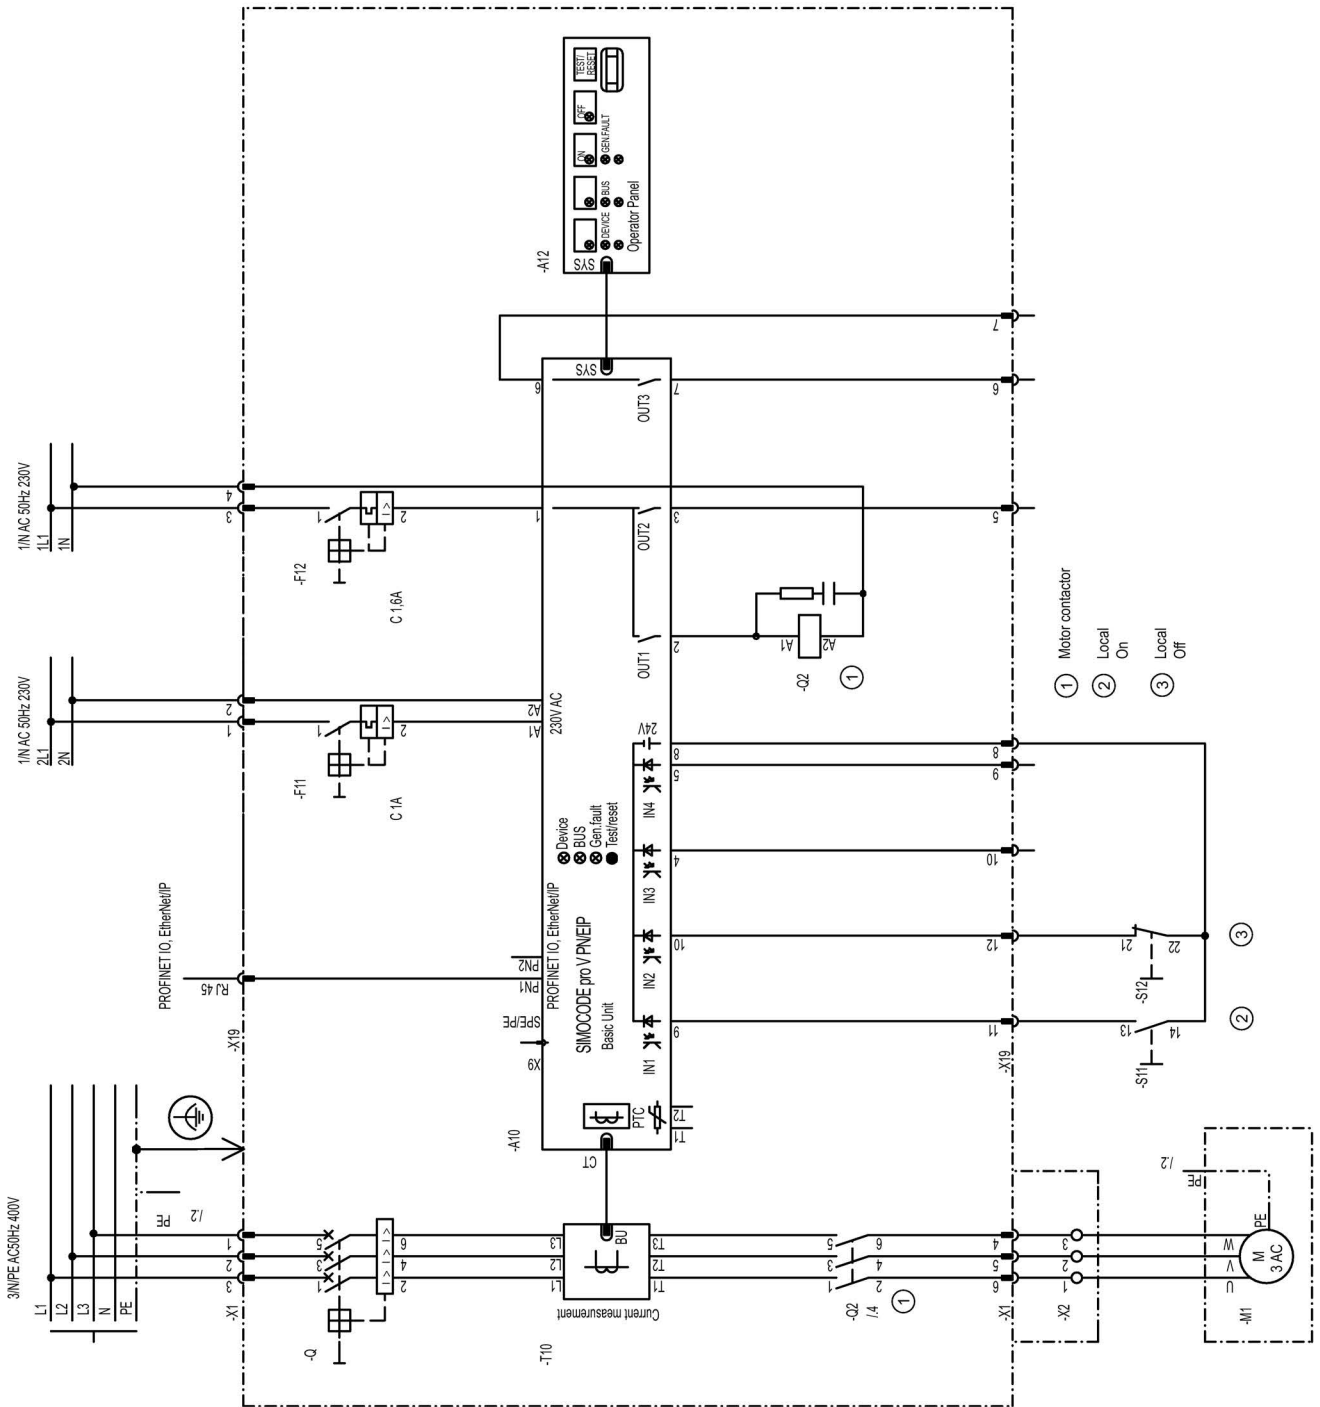 3/N/PE AC50Hz 400V
L1
L2
L3
N
PE
PE
/.2
1
2
3
-X1
-Q
1
3
5
I >
I >
I >
2
4
6
-T10
L1
L2
L3
BU
Current measurement
T1
T2
T3
-Q2
/.4
1
3
5
2
4
6
1
-X1
6
5
4
-X2
1
2
3
-M1
U
V
W
M
3 AC
PE
PE
/.2
PROFINET IO, EtherNet/IP
RJ 45
-X19
1/N AC 50Hz 230V
2L1
2N
1
2
-F11
1
I >
2
C 1A
1/N AC 50Hz 230V
1L1
1N
3
4
-F12
1
I >
2
C 1,6A
-A10
CT
X9
SPE/PE
PN1
PN2
PROFINET IO, EtherNet/IP
SIMOCODE pro V PN/EIP
Basic Unit
Device
BUS
Gen.fault
Test/reset
A1
A2
230V AC
1
6
SYS
PTC
T1
T2
IN1
IN2
IN3
IN4
24V
OUT1
OUT2
OUT3
9
10
4
5
8
2
3
7
-Q2
A1
A2
1
-A12
SYS
DEVICE
BUS
GEN.FAULT
ON
OFF
TEST/
RESET
Operator Panel
-X19
11
12
10
9
8
5
6
7
-S11
13
14
2
-S12
21
22
3
1 Motor contactor
2 Local
On
3 Local
Off